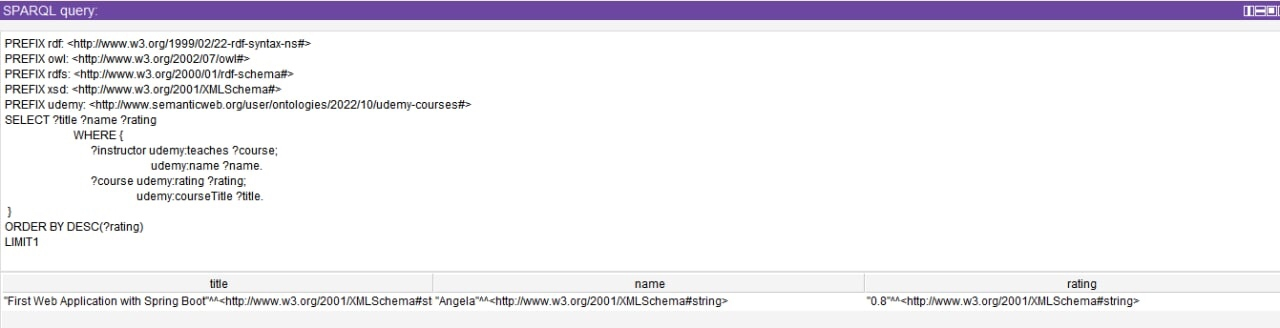 SPARQL query:
PREFIX rdf: <http://www.w3.org/1999/02/22-rdf-syntax-ns#>
PREFIX owl: <http://www.w3.org/2002/07/owl#>
PREFIX rdfs: <http://www.w3.org/2000/01/rdf-schema#>
PREFIX xsd: <http://www.w3.org/2001/XMLSchema#>
PREFIX udemy: <http://www.semanticweb.org/user/ontologies/2022/10/udemy-courses#>
SELECT ?title ?name ?rating
WHERE {
?instructor udemy:teaches ?course;
udemy:name ?name.
?course udemy:rating ?rating;
udemy:courseTitle ?title.
}
ORDER BY DESC(?rating)
LIMIT1
title name rating
"First Web Application with Spring Boot"^^<http://www.w3.org/2001/XMLSchema#st "Angela"^^<http://www.w3.org/2001/XMLSchema#string> "0.8"^^<http://www.w3.org/2001/XMLSchema#string>